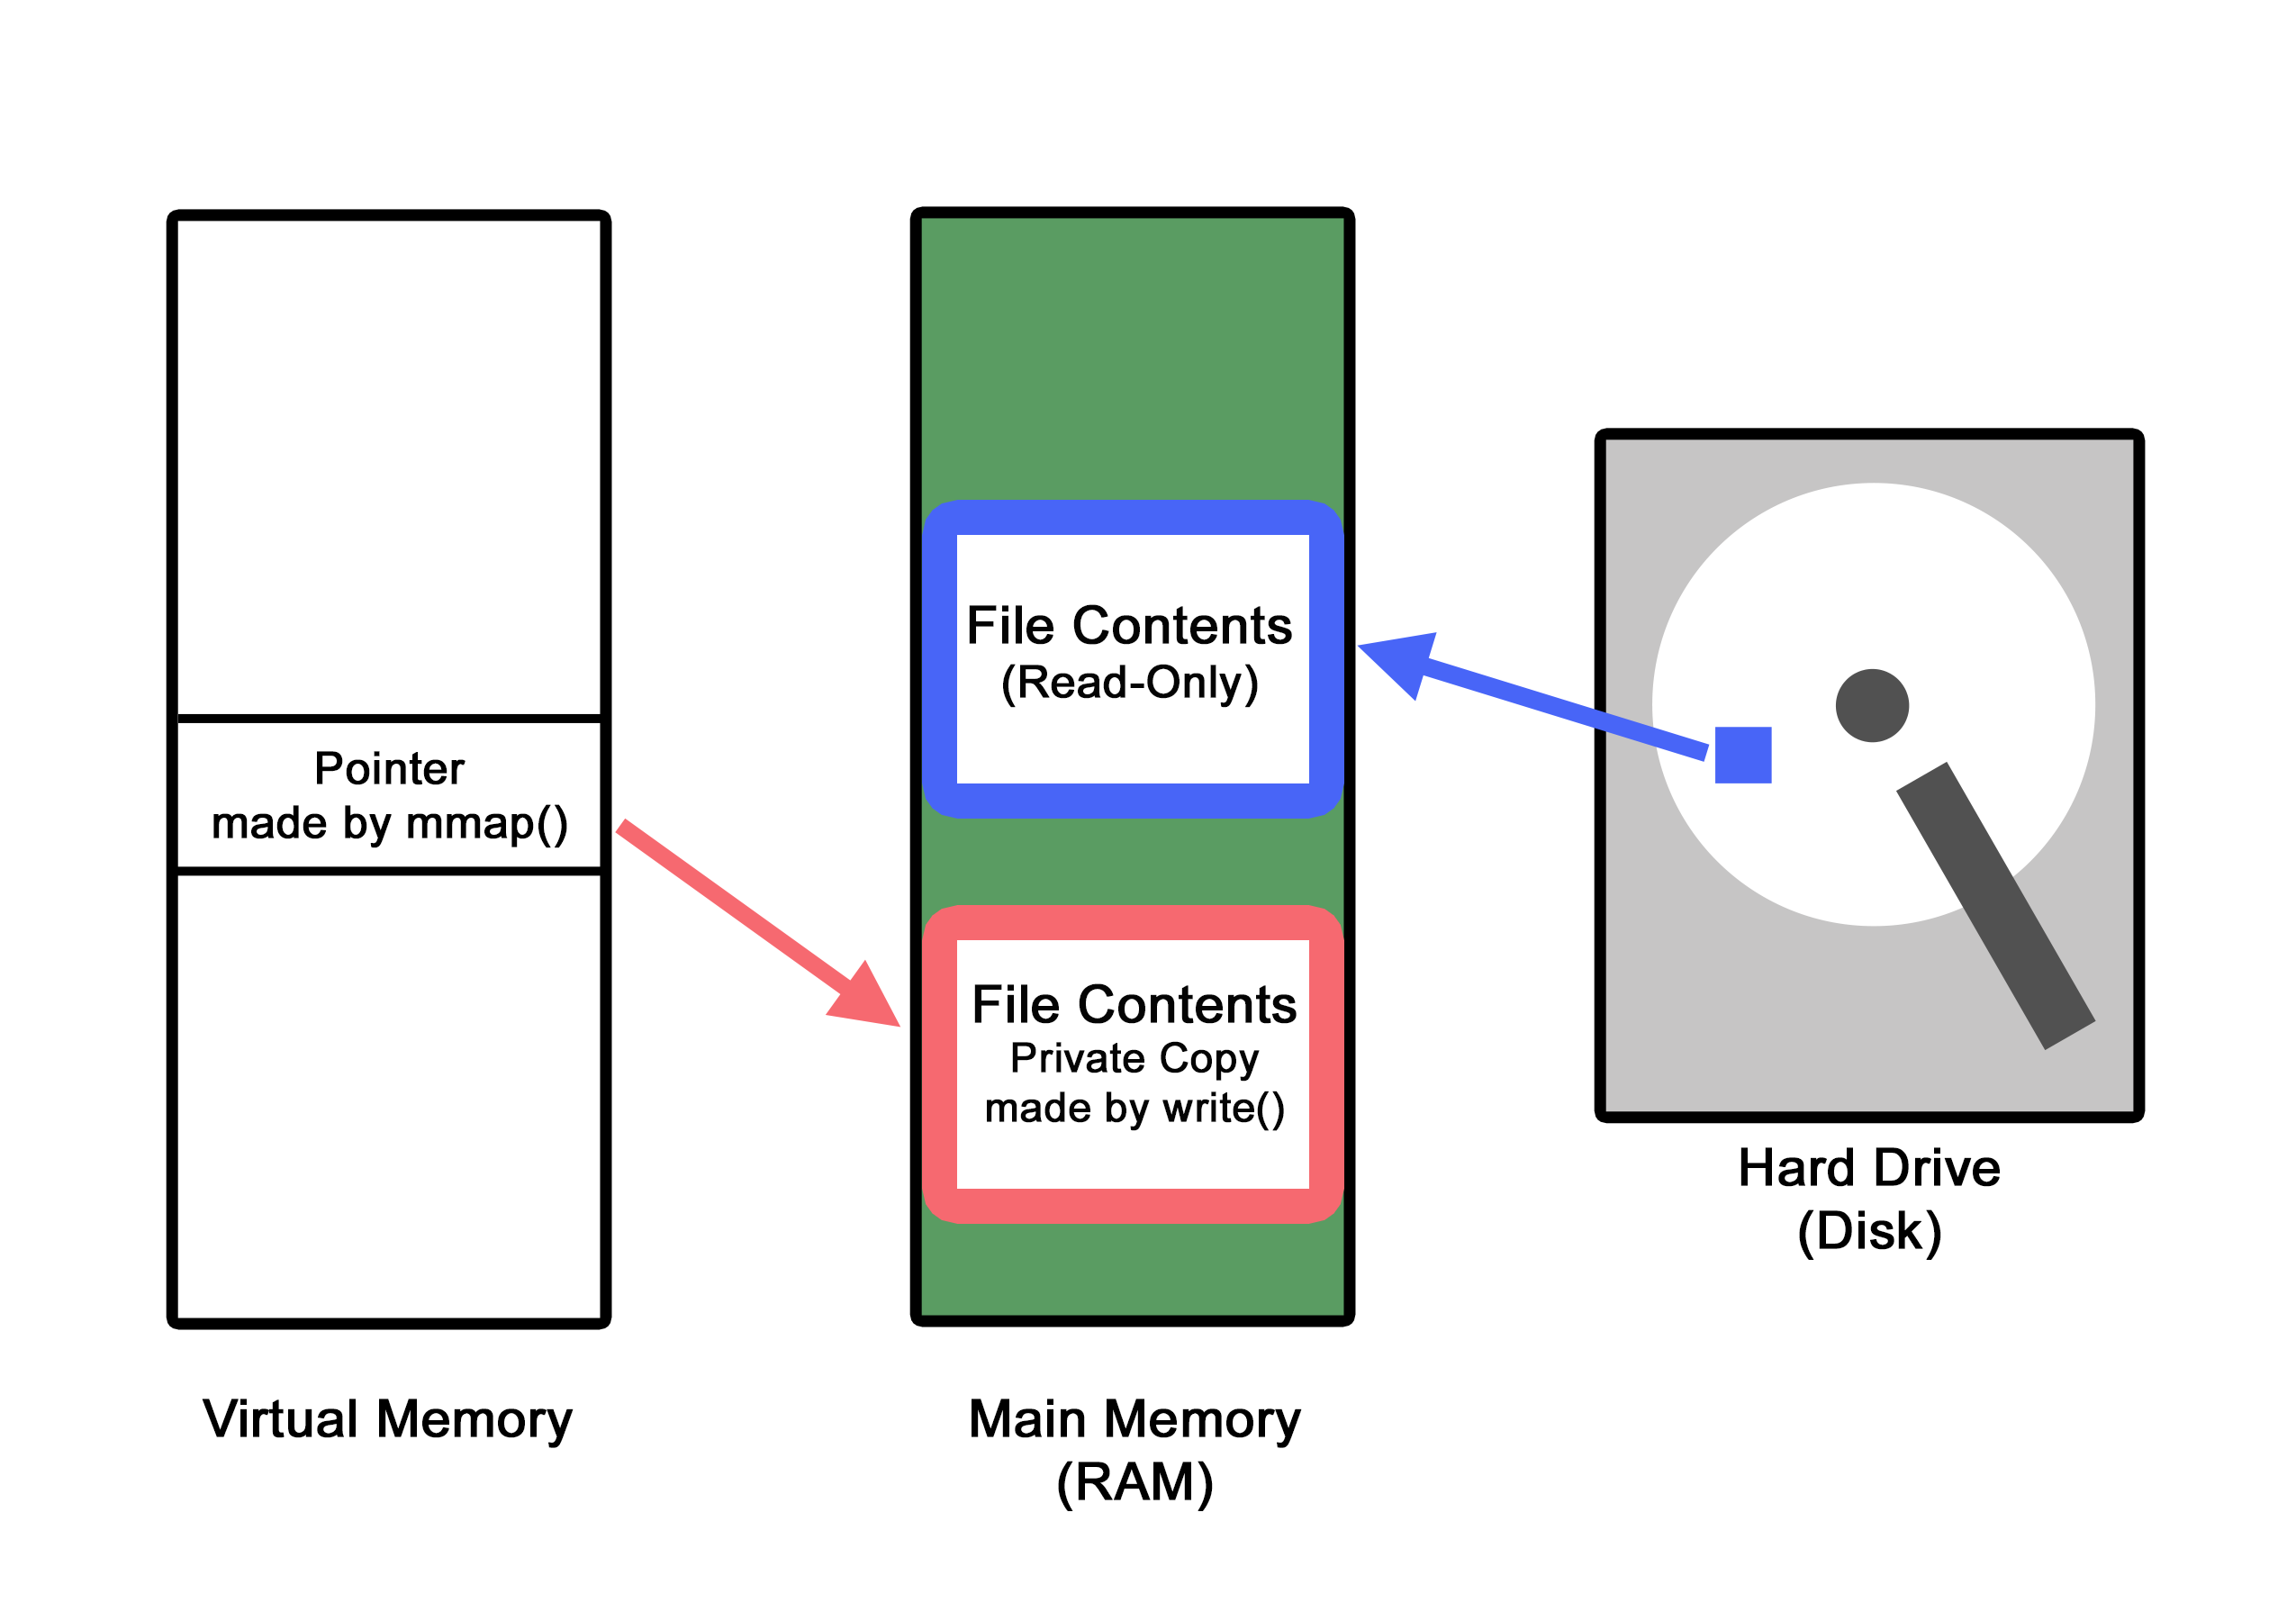 Pointer
made by mmap()
Virtual Memory
File Contents
(Read-Only)
File Contents
Private Copy
made by write()
Main Memory
(RAM)
Hard Drive
(Disk)